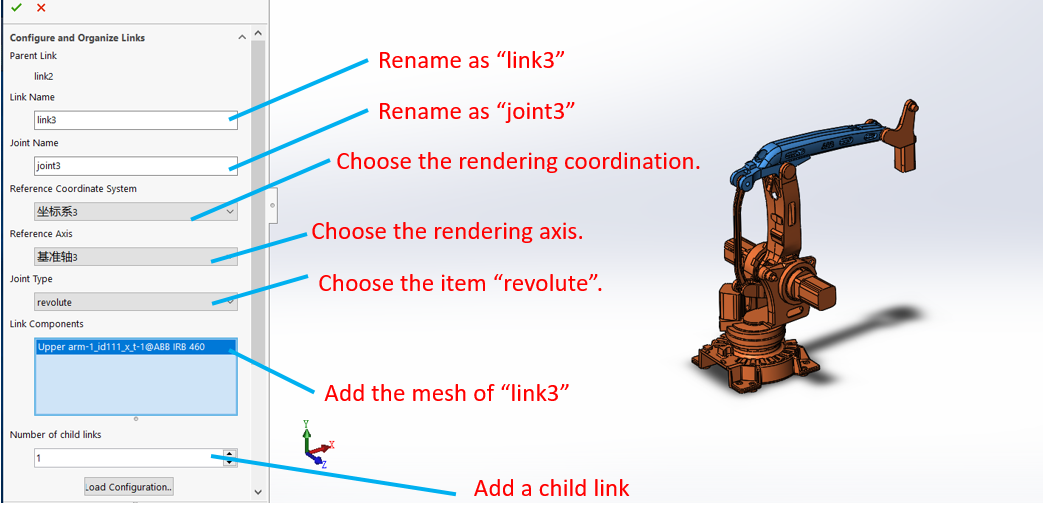 Configure and Organize Links
Parent Link
link2
Link Name
link3
Joint Name
joint3
Reference Coordinate System
坐标系3
Reference Axis
基准轴3
Joint Type
revolute
Link Components
Upper arm-1_id111_x_t-1@ABB IRB 460
Number of child links
1
Load Configuration...
Rename as “link3”
Rename as “joint3”
Choose the rendering coordination.
Choose the rendering axis.
Choose the item “revolute”.
Add the mesh of “link3”
Add a child link
Y
X
Z